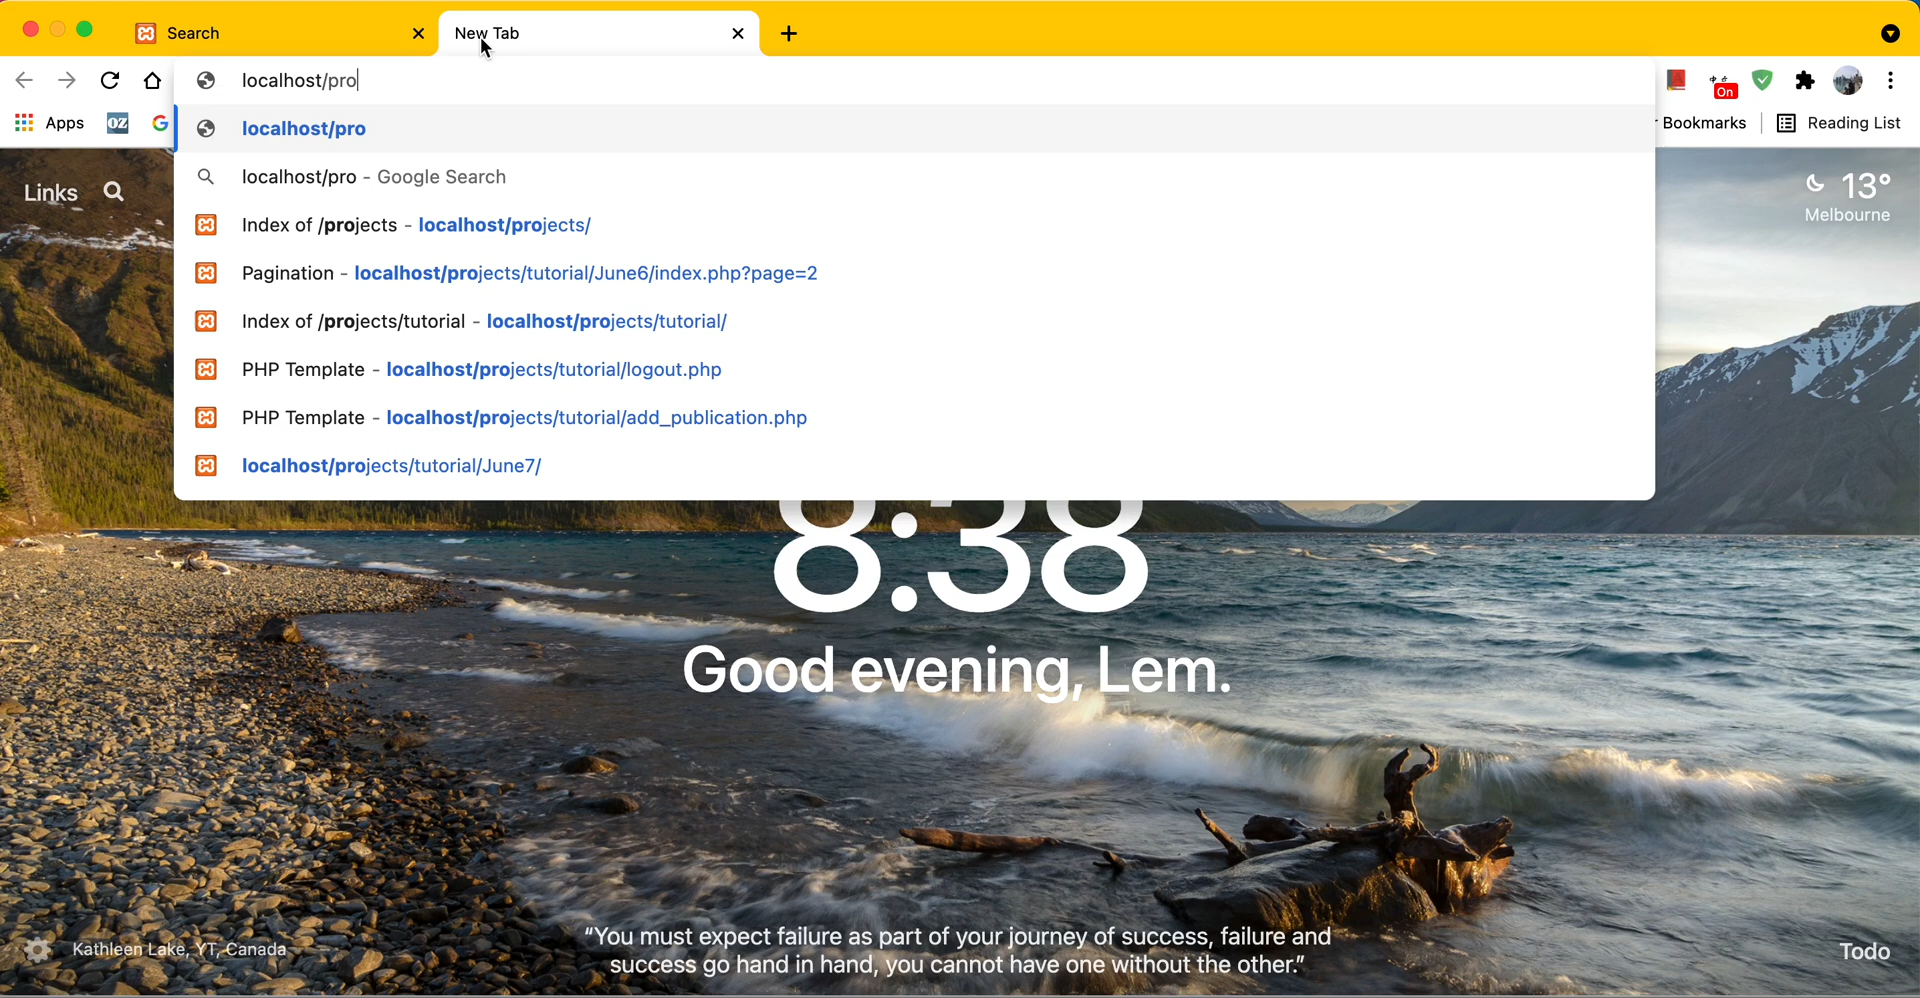 Search
New Tab
localhost/pro
On
Apps
OZ
G
localhost/pro
Bookmarks
Reading List
localhost/pro - Google Search
Links
13°
Melbourne
Index of /projects - localhost/projects/
Pagination - localhost/projects/tutorial/June6/index.php?page=2
Index of /projects/tutorial - localhost/projects/tutorial/
PHP Template - localhost/projects/tutorial/logout.php
PHP Template - localhost/projects/tutorial/add_publication.php
localhost/projects/tutorial/June7/
8:38
Good evening, Lem.
"You must expect failure as part of your journey of success, failure and
success go hand in hand, you cannot have one without the other."
Kathleen Lake, YT, Canada
Todo